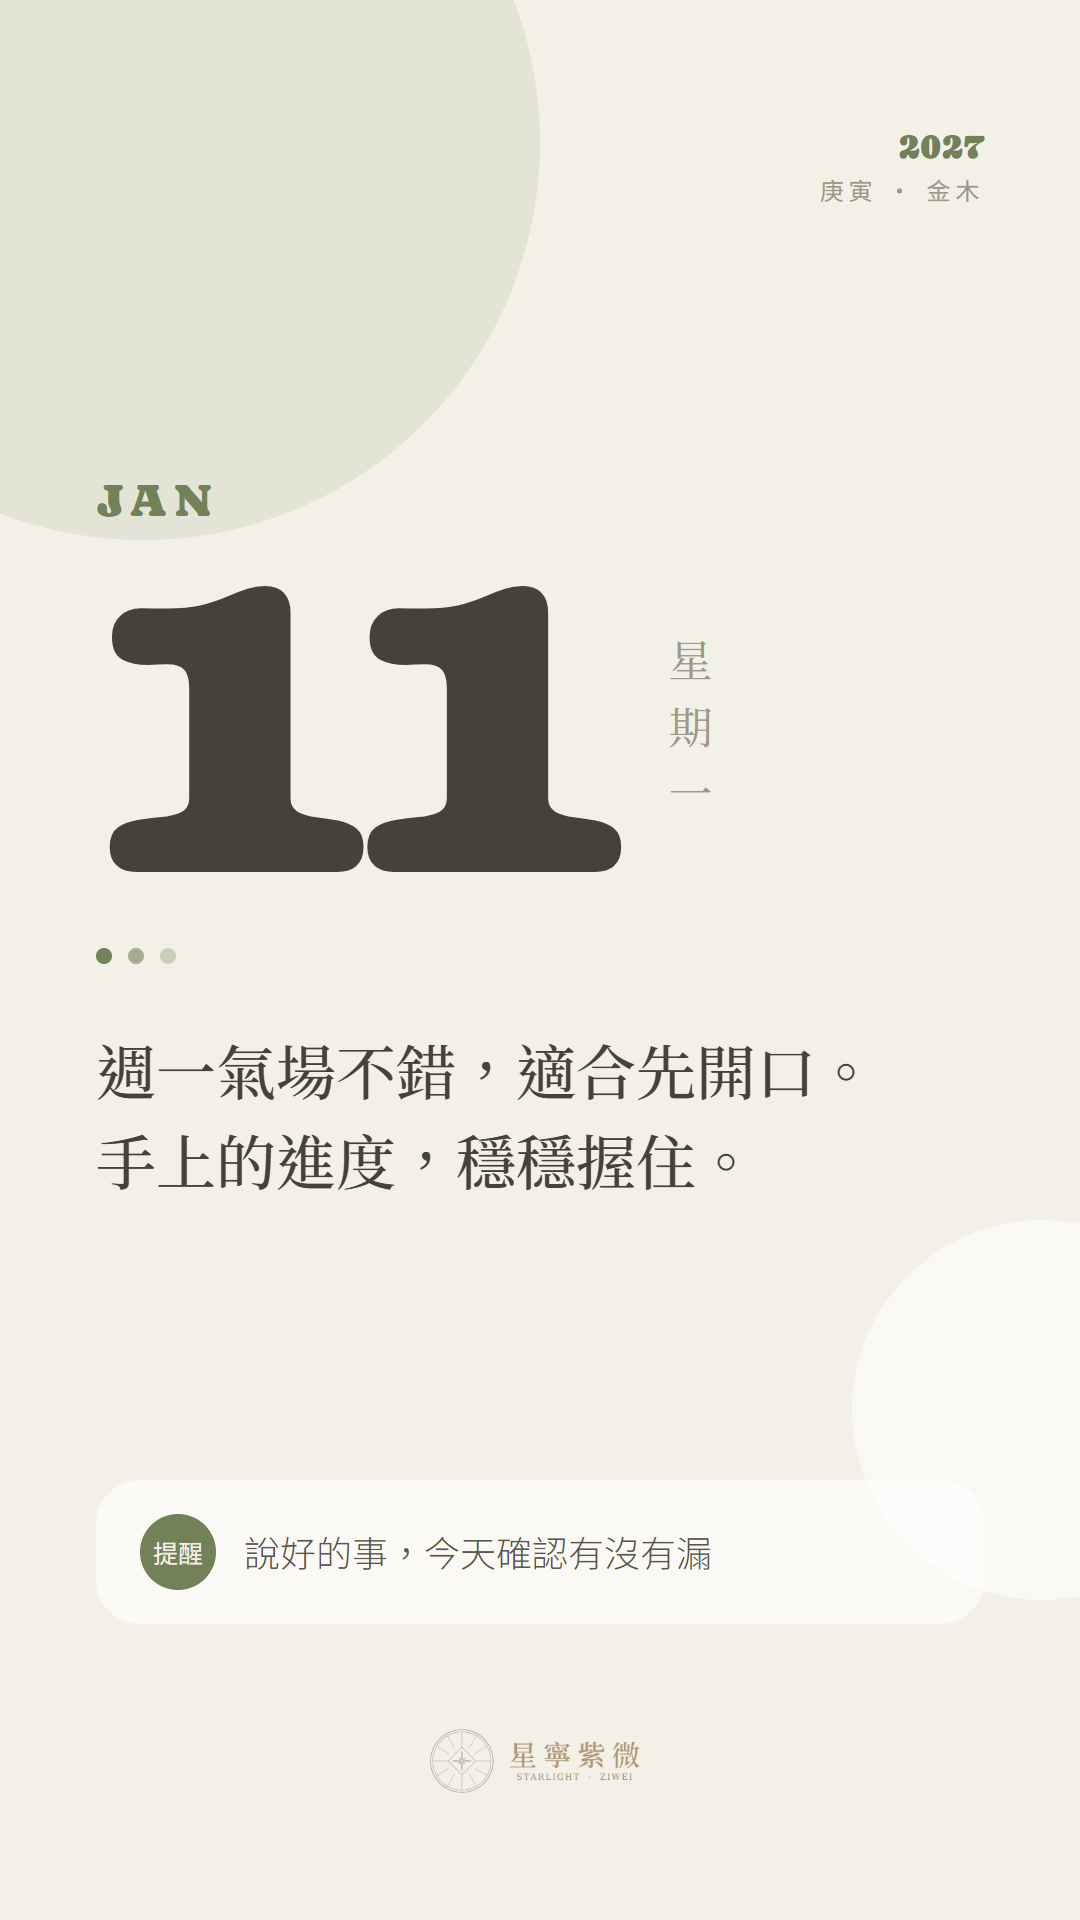 2027
庚寅 · 金木
JAN
11
星期一
週一氣場不錯，適合先開口。
手上的進度，穩穩握住。
提醒
說好的事，今天確認有沒有漏
星寧紫微
STARLIGHT · ZIWEI